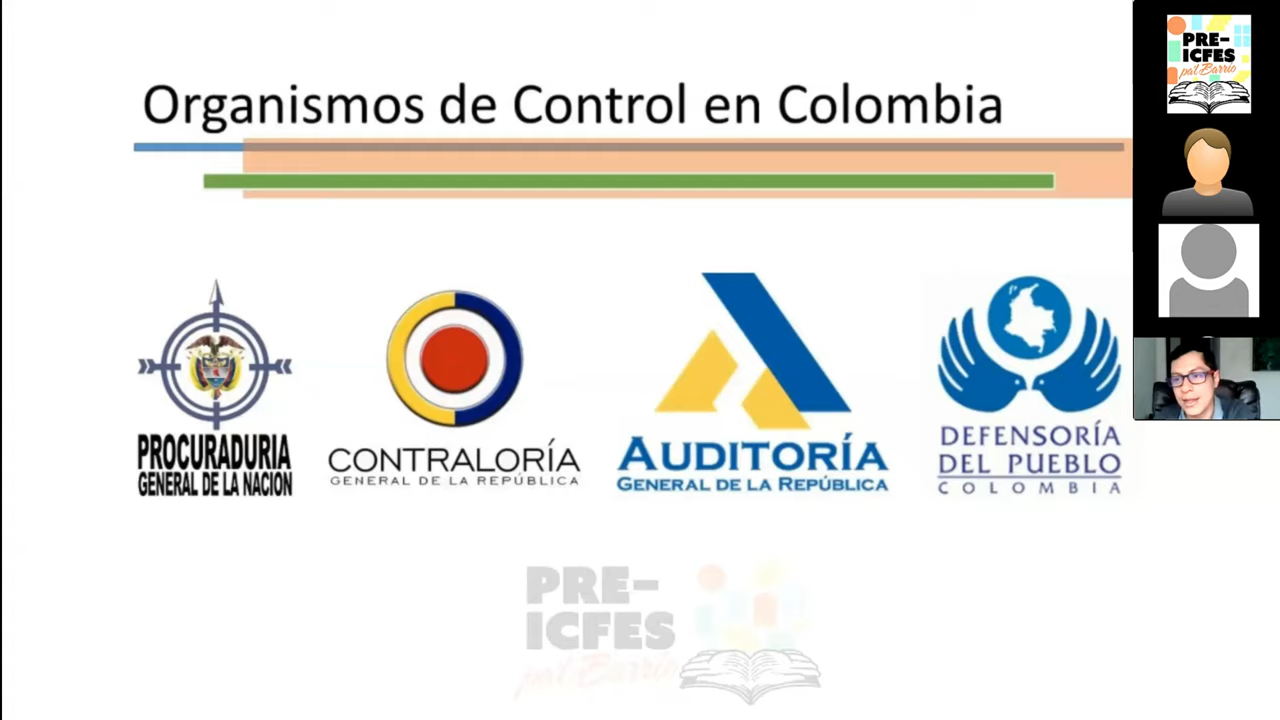 Organismos de Control en Colombia
PROCURADURIA
GENERAL DE LA NACION
CONTRALORÍA
GENERAL DE LA REPÚBLICA
AUDITORÍA
GENERAL DE LA REPÚBLICA
DEFENSORÍA
DEL PUEBLO
COLOMBIA
PRE-
ICFES
pal Barrio
PRE-
ICFES
pal Barrio